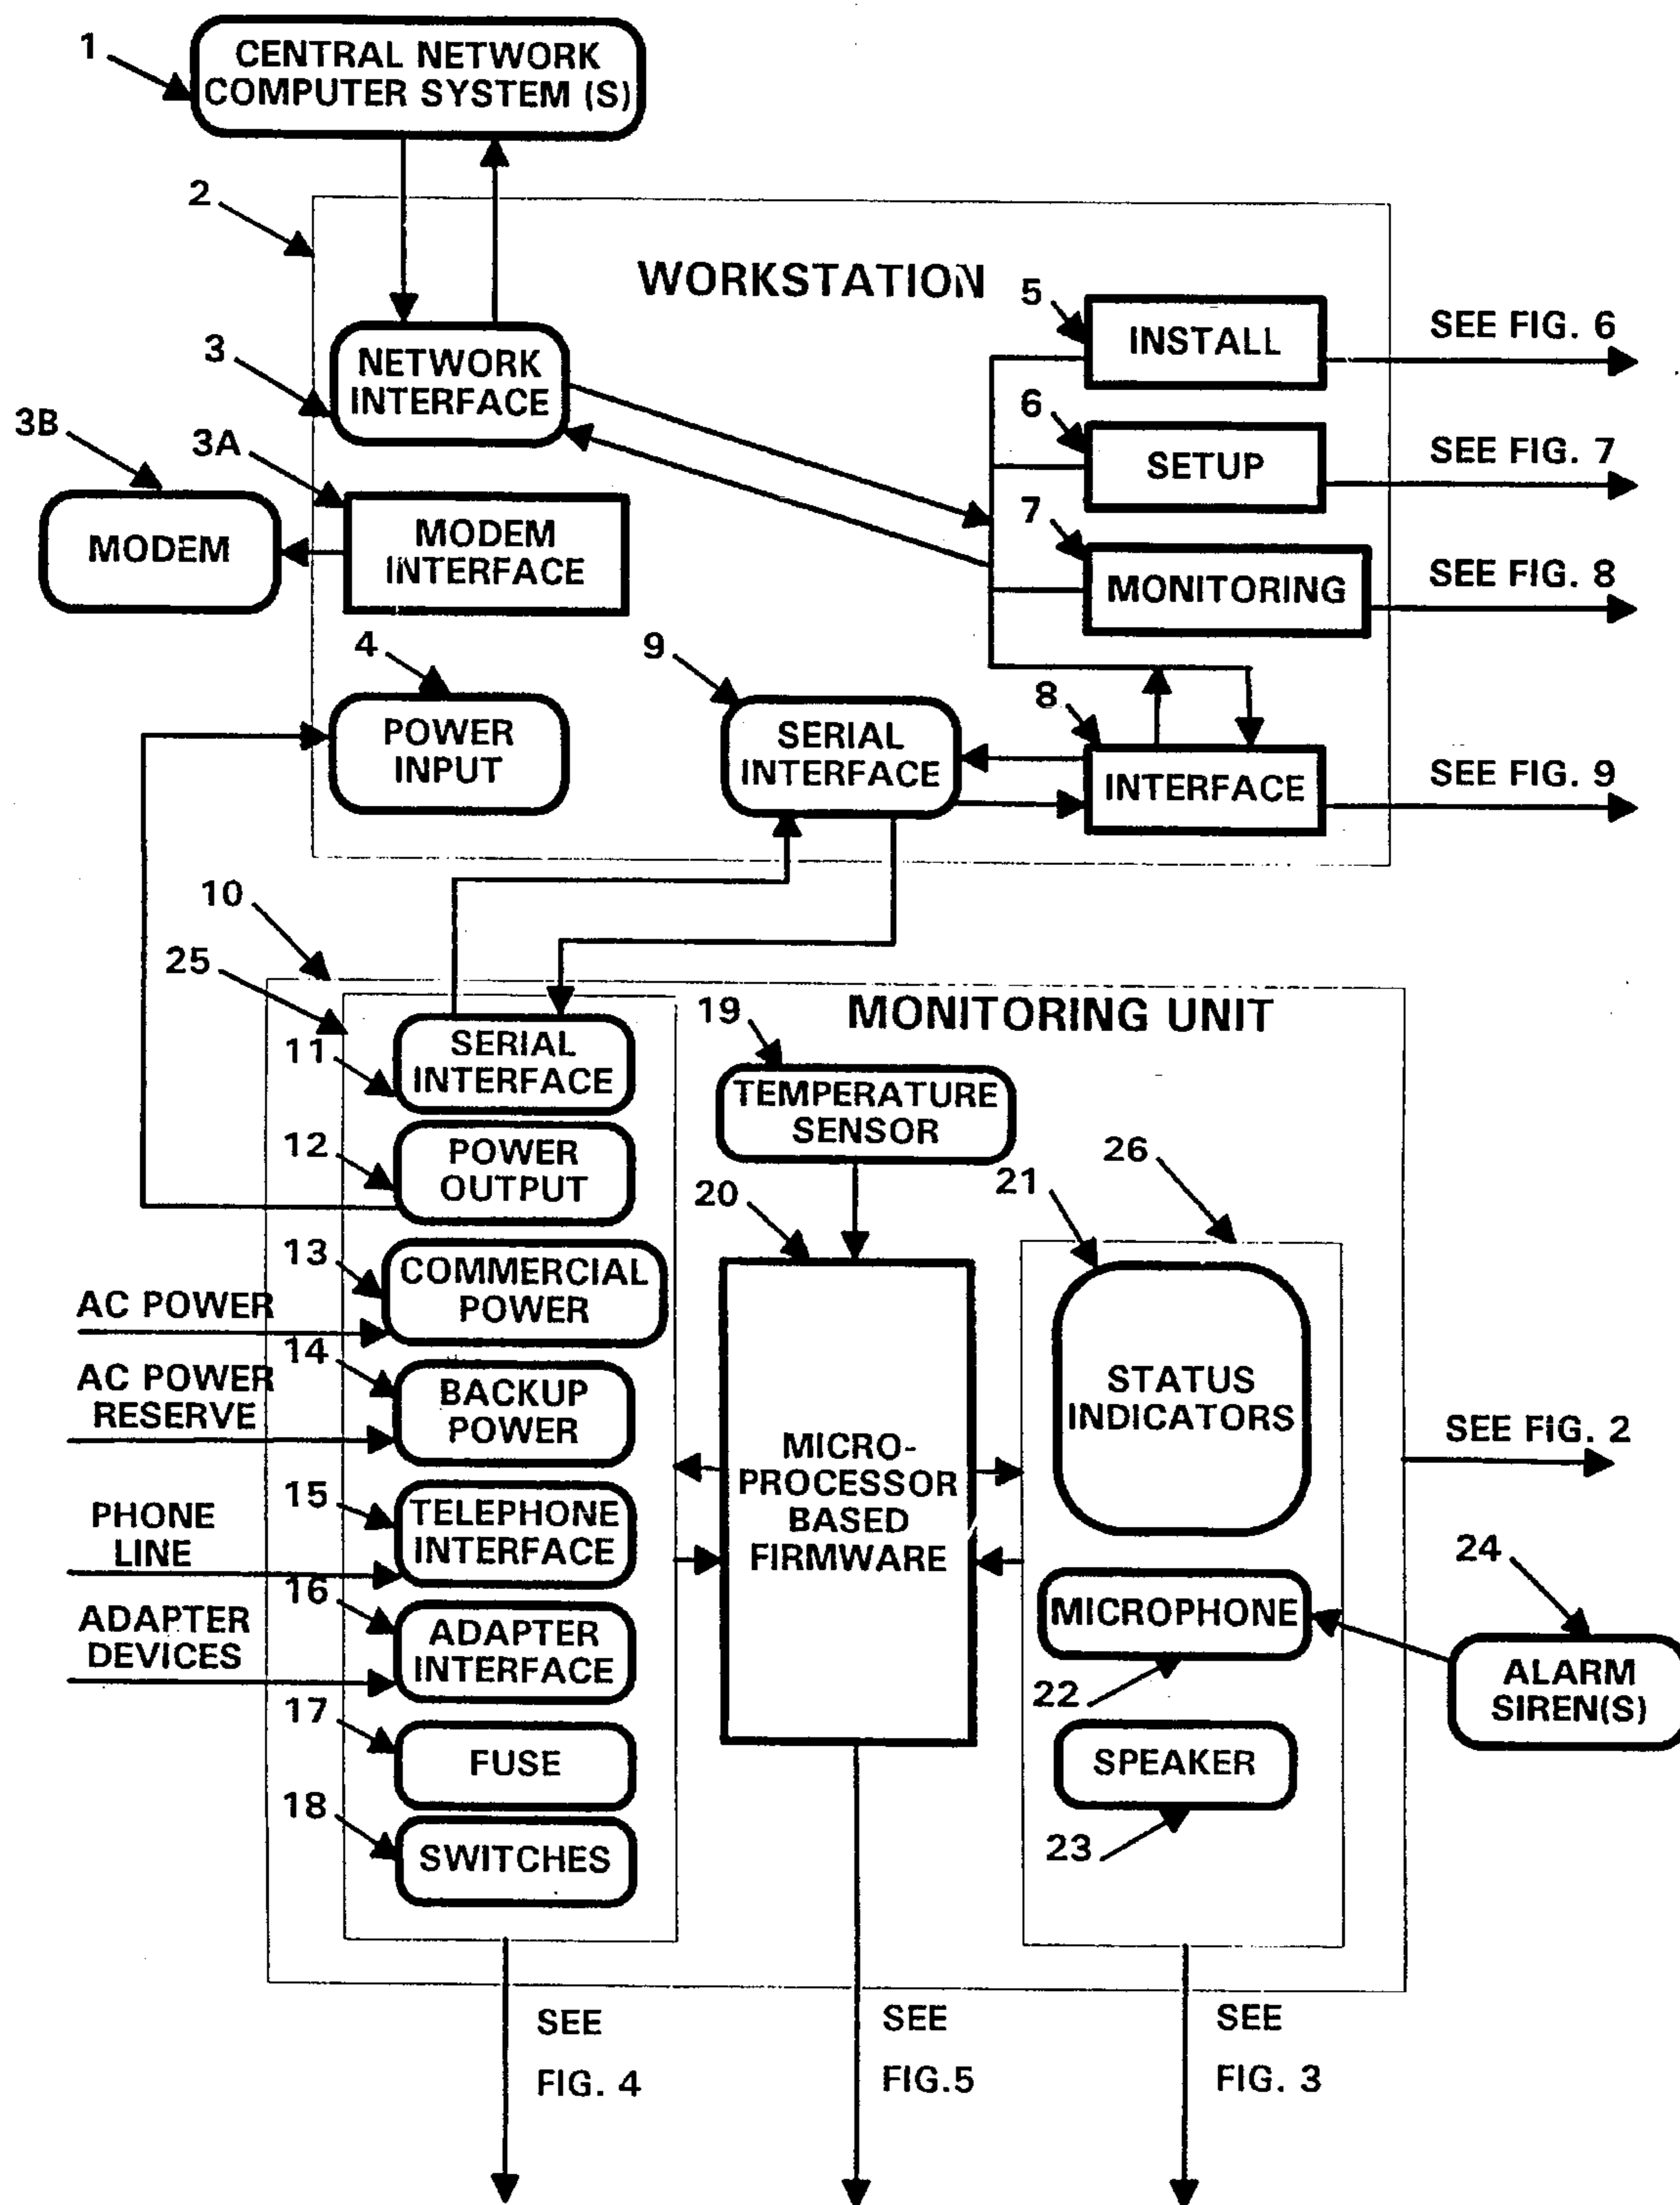 1
CENTRAL NETWORK
COMPUTER SYSTEM (S)
2
WORKSTATION
3
NETWORK
INTERFACE
5
INSTALL
SEE FIG. 6
3B
3A
6
SETUP
SEE FIG. 7
MODEM
MODEM
INTERFACE
7
MONITORING
SEE FIG. 8
4
POWER
INPUT
9
SERIAL
INTERFACE
8
INTERFACE
SEE FIG. 9
10
25
MONITORING UNIT
11
SERIAL
INTERFACE
19
TEMPERATURE
SENSOR
12
POWER
OUTPUT
20
21
26
13
COMMERCIAL
POWER
AC POWER
14
BACKUP
POWER
AC POWER
RESERVE
MICRO-
PROCESSOR
BASED
FIRMWARE
STATUS
INDICATORS
SEE FIG. 2
15
TELEPHONE
INTERFACE
PHONE
LINE
16
ADAPTER
INTERFACE
ADAPTER
DEVICES
MICROPHONE
22
24
ALARM
SIREN(S)
17
FUSE
SPEAKER
23
18
SWITCHES
SEE
FIG. 4
SEE
FIG.5
SEE
FIG. 3